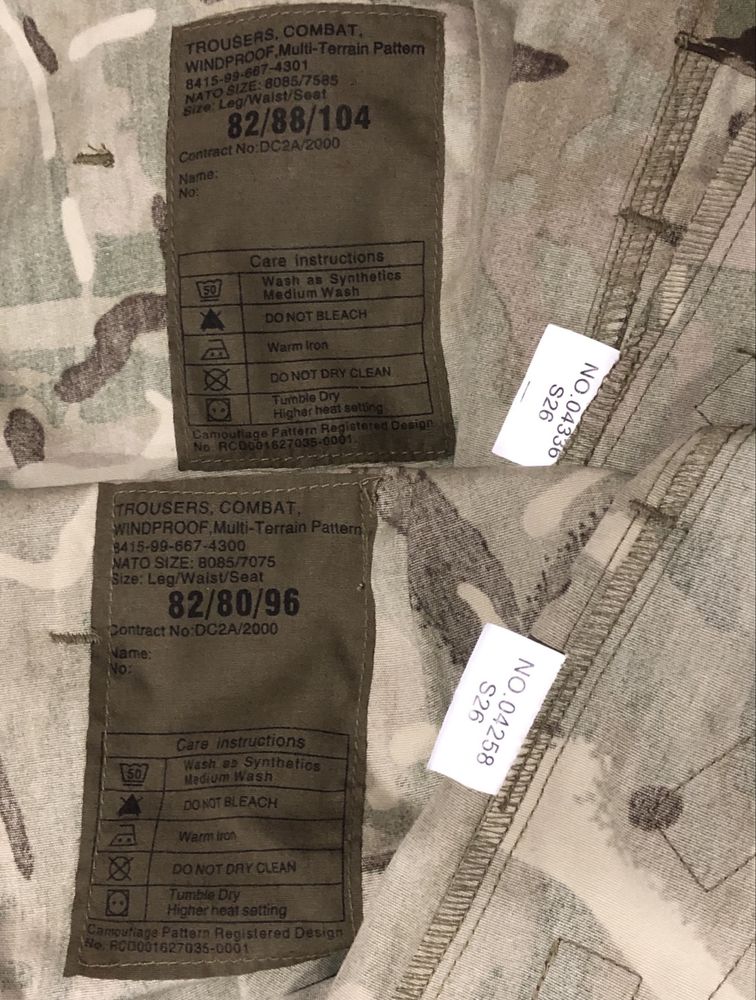 TROUSERS, COMBAT,
WINDPROOF, Multi-Terrain Pattern
8415-99-667-4301
NATO SIZE: 8085/7585
Size: Leg/Waist/Seat
82/88/104
Contract No:DC2A/2000
Name:
No:
Care instructions
50
Wash as Synthetics
Medium Wash
DO NOT BLEACH
Warm Iron
DO NOT DRY CLEAN
Tumble Dry
Higher heat setting
Camouflage Pattern Registered Design
No. RCD001627035-0001
NO.04336
S26
TROUSERS, COMBAT,
WINDPROOF, Multi-Terrain Pattern
8415-99-667-4300
NATO SIZE: 8085/7075
Size: Leg/Waist/Seat
82/80/96
Contract No:DC2A/2000
Name:
No:
Care instructions
50
Wash as Synthetics
Medium Wash
DO NOT BLEACH
Warm Iron
DO NOT DRY CLEAN
Tumble Dry
Higher heat setting
Camouflage Pattern Registered Design
No. RCD001627035-0001
NO.04258
S26